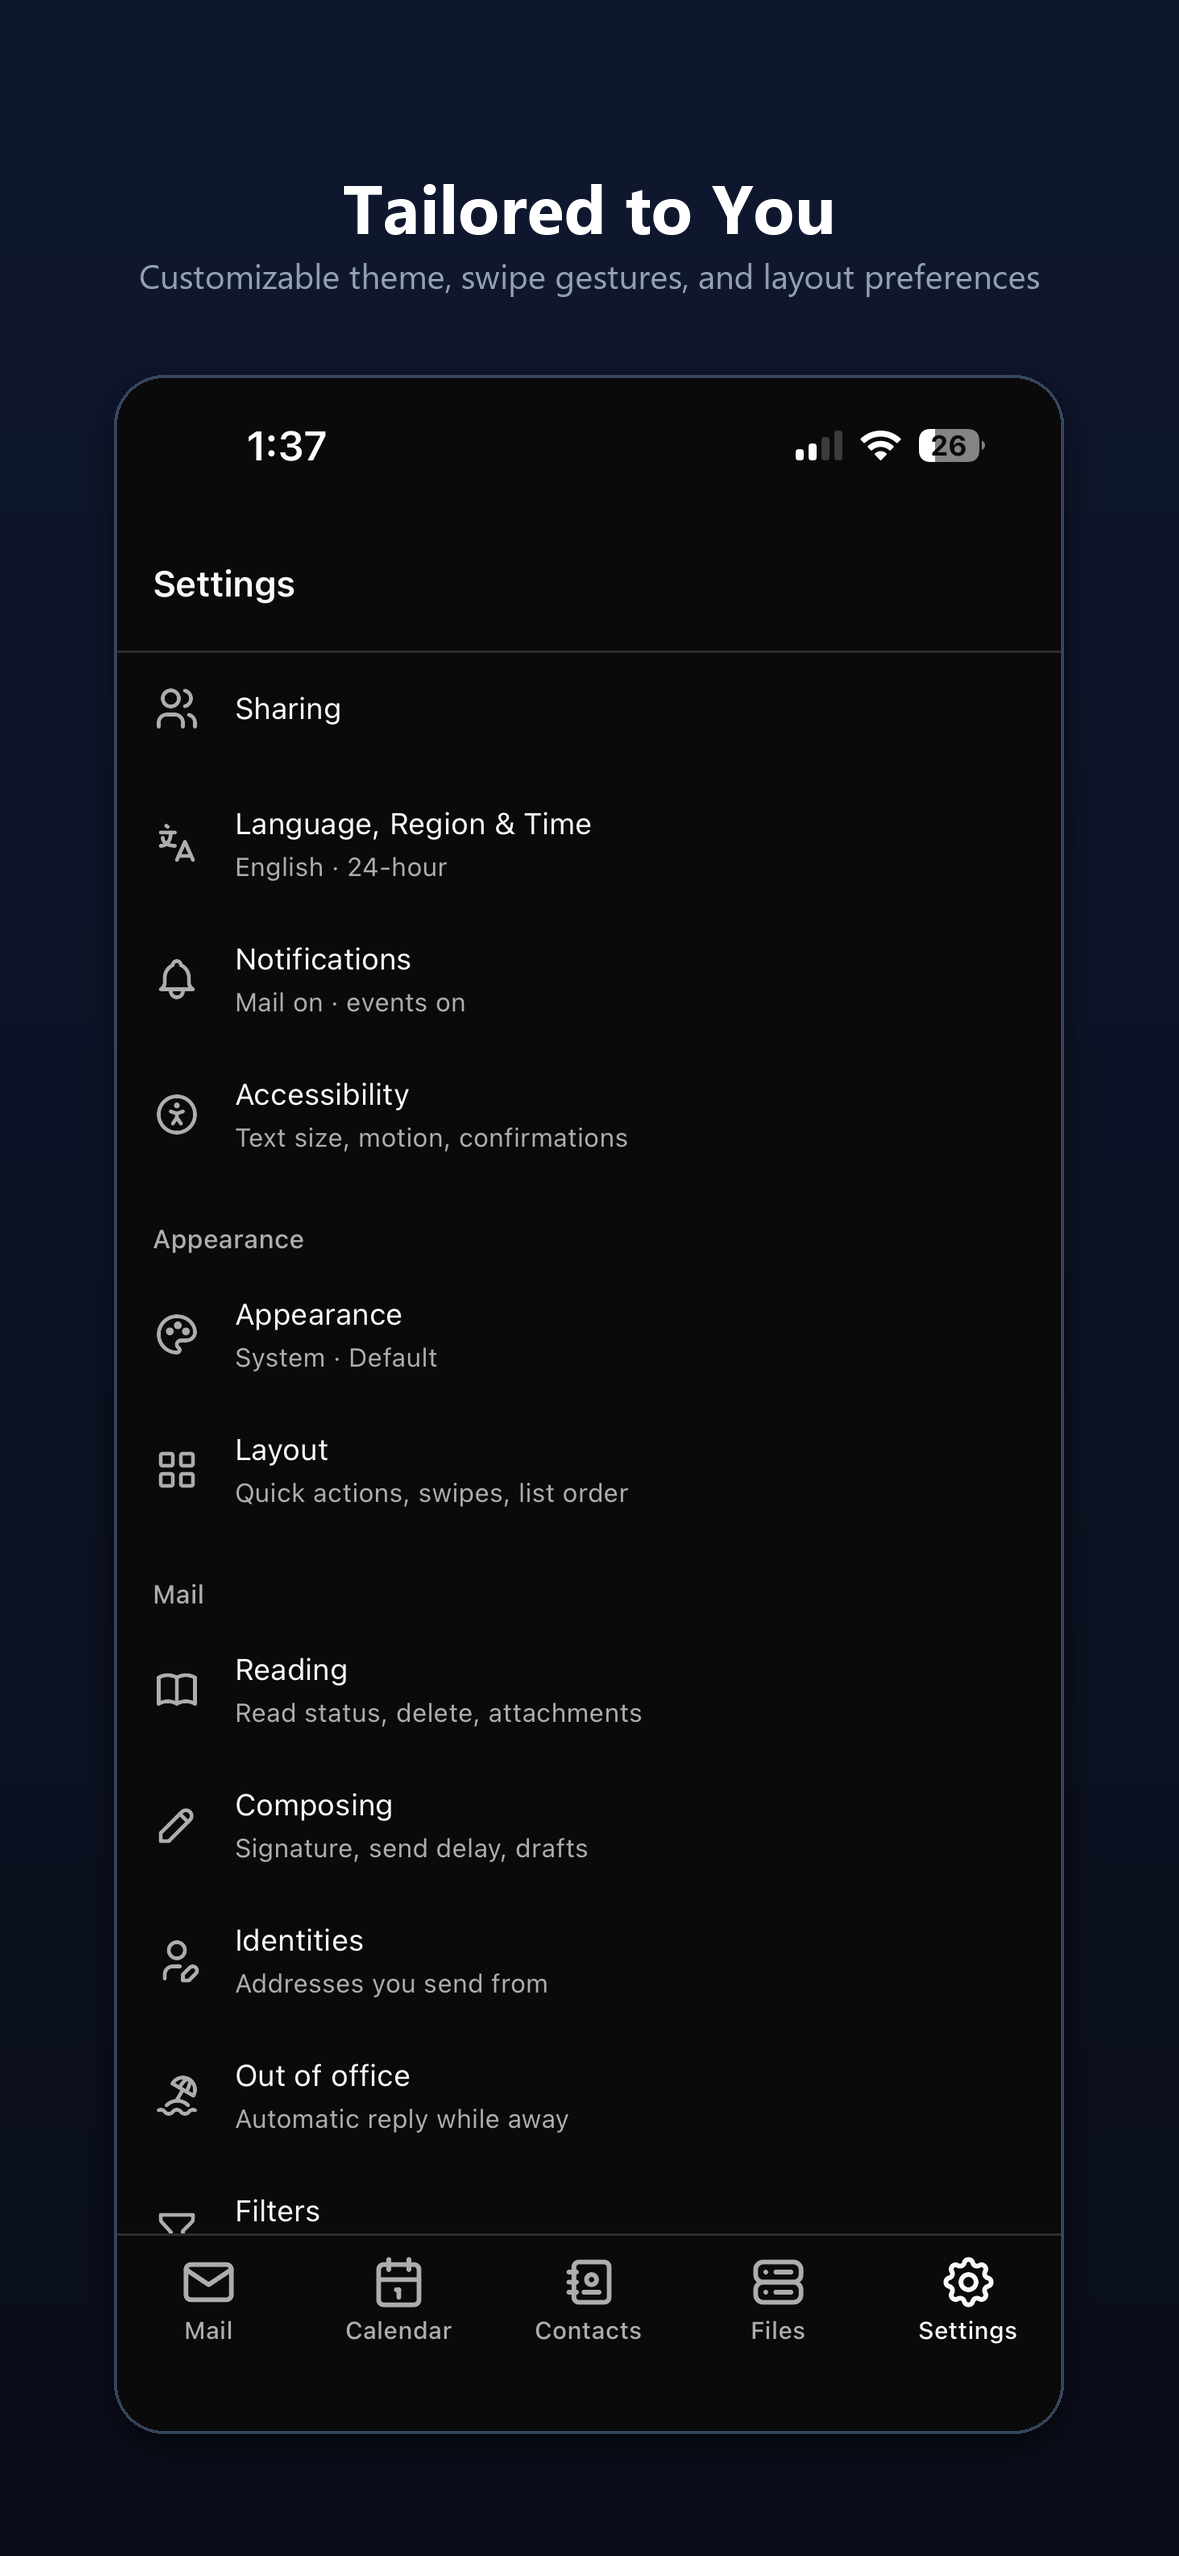 Tailored to You
Customizable theme, swipe gestures, and layout preferences
1:37
26
Settings
Sharing
Language, Region & Time
English · 24-hour
Notifications
Mail on · events on
Accessibility
Text size, motion, confirmations
Appearance
Appearance
System · Default
Layout
Quick actions, swipes, list order
Mail
Reading
Read status, delete, attachments
Composing
Signature, send delay, drafts
Identities
Addresses you send from
Out of office
Automatic reply while away
Filters
Mail
Calendar
Contacts
Files
Settings